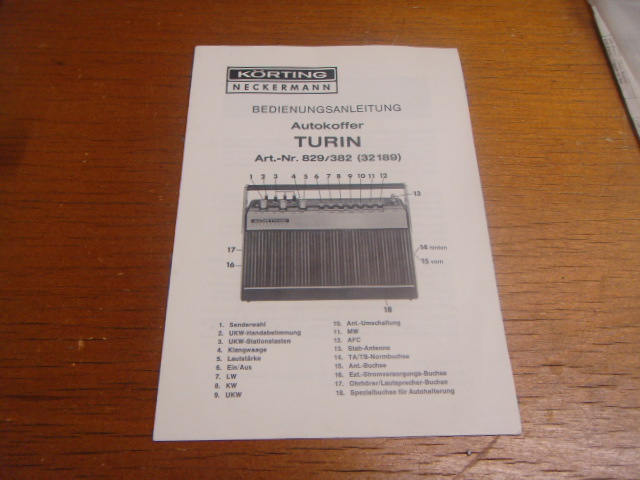 KÖRTING
NECKERMANN
BEDIENUNGSANLEITUNG
Autokoffer
TURIN
Art.-Nr. 829/382 (32189)
1 2 3 4 5 6 7 8 9 10 11 12
13
KÖRTING
17
14 hinten
16
15 vorn
18
1. Senderwahl
2. UKW-Handabstimmung
3. UKW-Stationstasten
4. Klangwaage
5. Lautstärke
6. Ein/Aus
7. LW
8. KW
9. UKW
10. Ant.-Umschaltung
11. MW
12. AFC
13. Stab-Antenne
14. TA/TB-Normbuchse
15. Ant.-Buchse
16. Ext.-Stromversorgungs-Buchse
17. Ohrhörer/Lautsprecher-Buchse
18. Spezialbuchse für Autohalterung